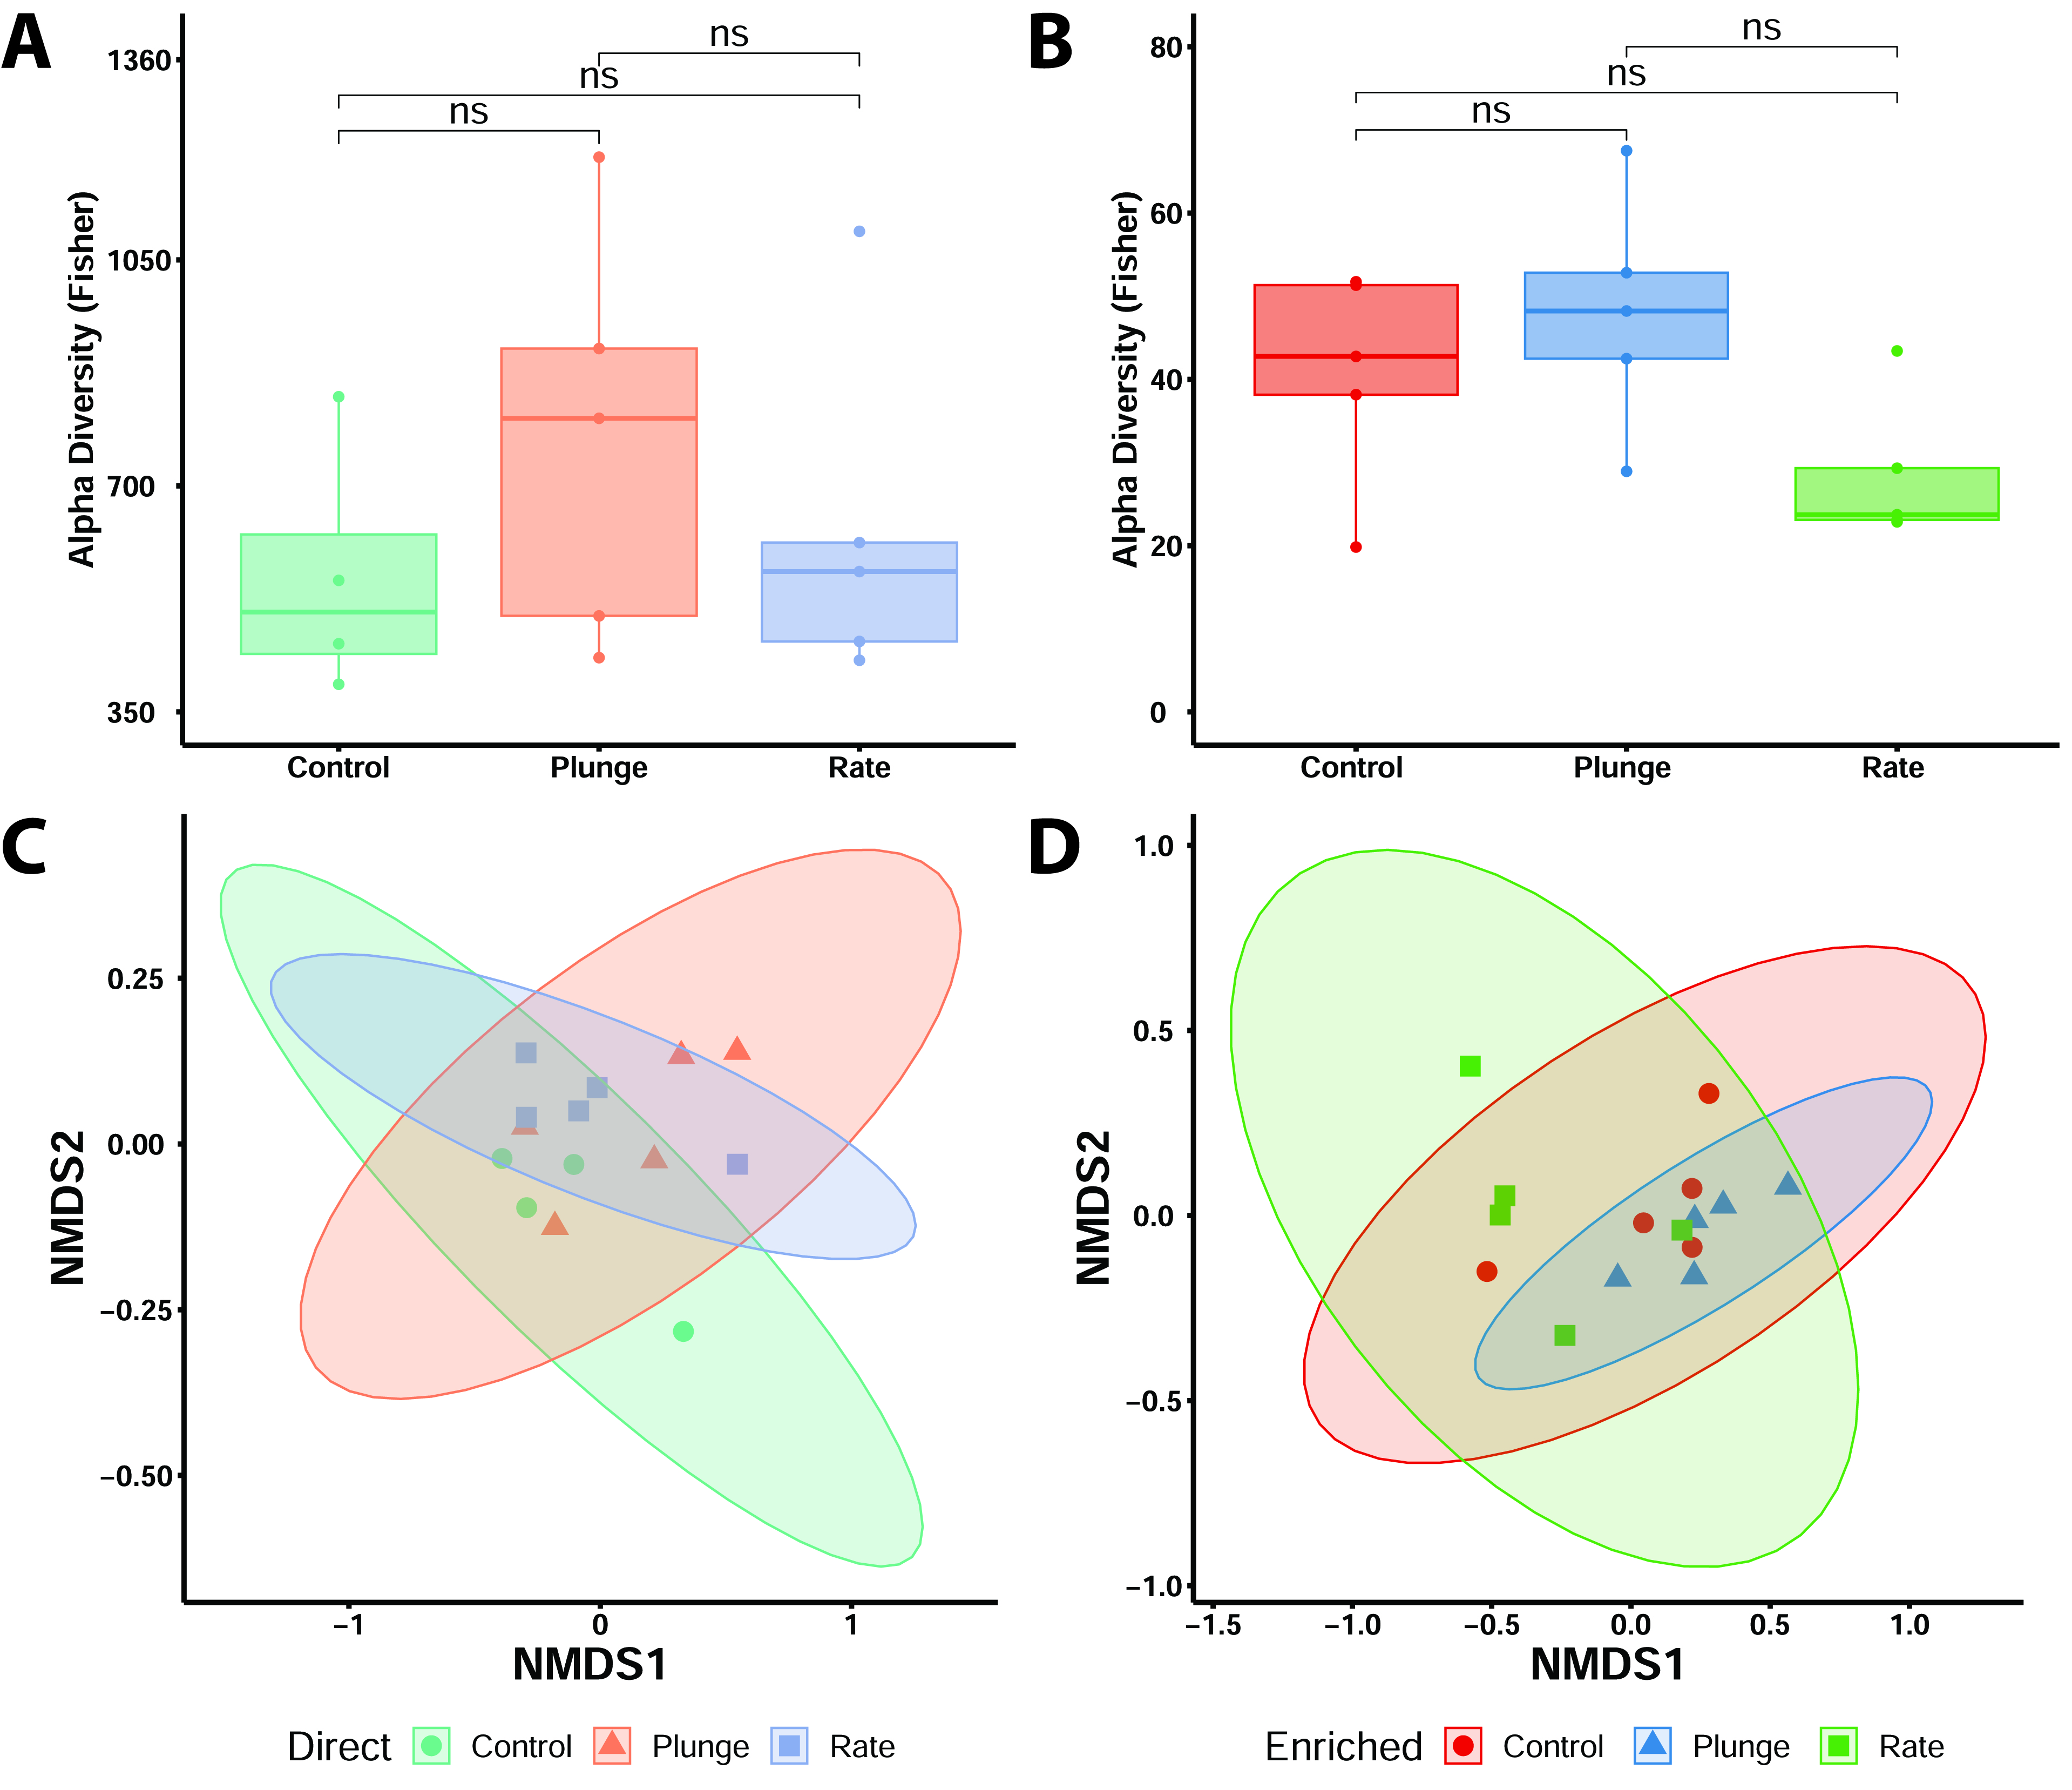 A
1360
1050
700
350
Alpha Diversity (Fisher)
ns
ns
ns
Control Plunge Rate
B
80
60
40
20
0
Alpha Diversity (Fisher)
ns
ns
ns
Control Plunge Rate
C
0.25
0.00
−0.25
−0.50
NMDS2
−1 0 1
NMDS1
D
1.0
0.5
0.0
−0.5
−1.0
NMDS2
−1.5 −1.0 −0.5 0.0 0.5 1.0
NMDS1
Direct Control Plunge Rate
Enriched Control Plunge Rate